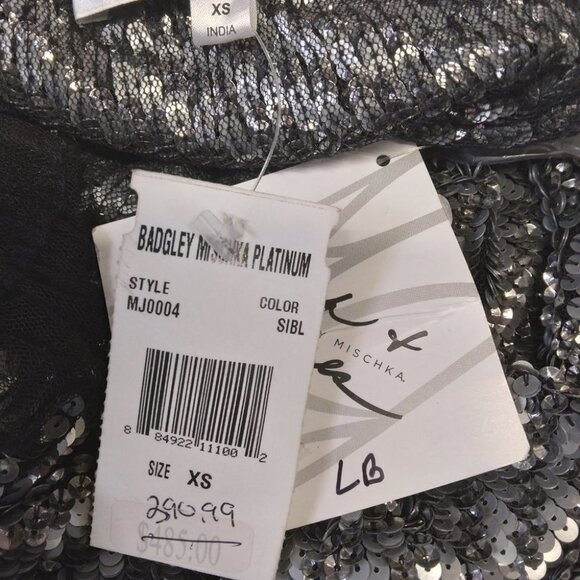 XS
INDIA
BADGLEY MISCHKA PLATINUM
STYLE
MJ0004
COLOR
SIBL
8 84922 11100 2
SIZE XS
290.99
$485.00
MISCHKA
LB